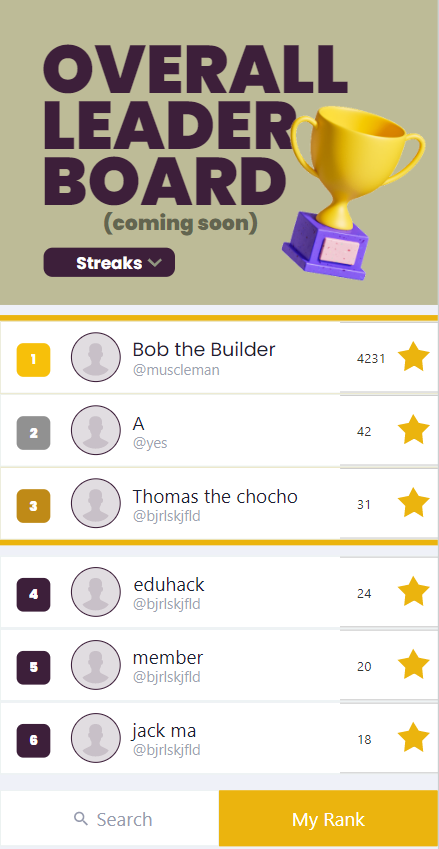 OVERALL
LEADER
BOARD
(coming soon)
Streaks
1 Bob the Builder 4231
@muscleman
2 A 42
@yes
3 Thomas the chocho 31
@bjrlskjfld
4 eduhack 24
@bjrlskjfld
5 member 20
@bjrlskjfld
6 jack ma 18
@bjrlskjfld
Search My Rank